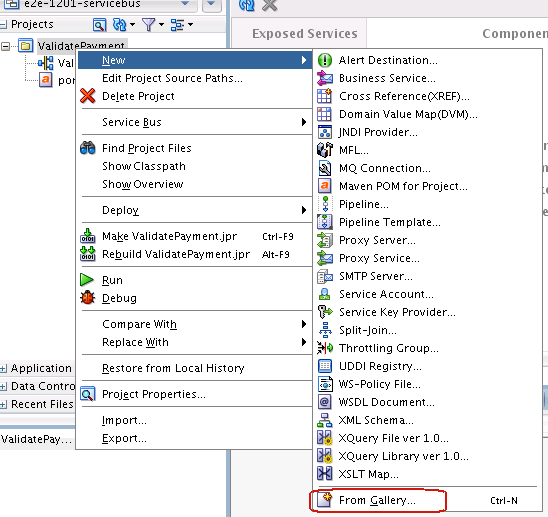 e2e-1201-servicebus
Projects
ValidatePayment
Val
por
Application
Data Contro
Recent Files
ValidatePay...
New
Edit Project Source Paths...
Delete Project
Service Bus
Find Project Files
Show Classpath
Show Overview
Deploy
Make ValidatePayment.jpr Ctrl-F9
Rebuild ValidatePayment.jpr Alt-F9
Run
Debug
Compare With
Replace With
Restore from Local History
Project Properties...
Import...
Export...
Exposed Services
Componen
Alert Destination...
Business Service...
Cross Reference(XREF)...
Domain Value Map(DVM)...
JNDI Provider...
MFL...
MQ Connection...
Maven POM for Project...
Pipeline...
Pipeline Template...
Proxy Server...
Proxy Service...
SMTP Server...
Service Account...
Service Key Provider...
Split-Join...
Throttling Group...
UDDI Registry...
WS-Policy File...
WSDL Document...
XML Schema...
XQuery File ver 1.0...
XQuery Library ver 1.0...
XSLT Map...
From Gallery... Ctrl-N